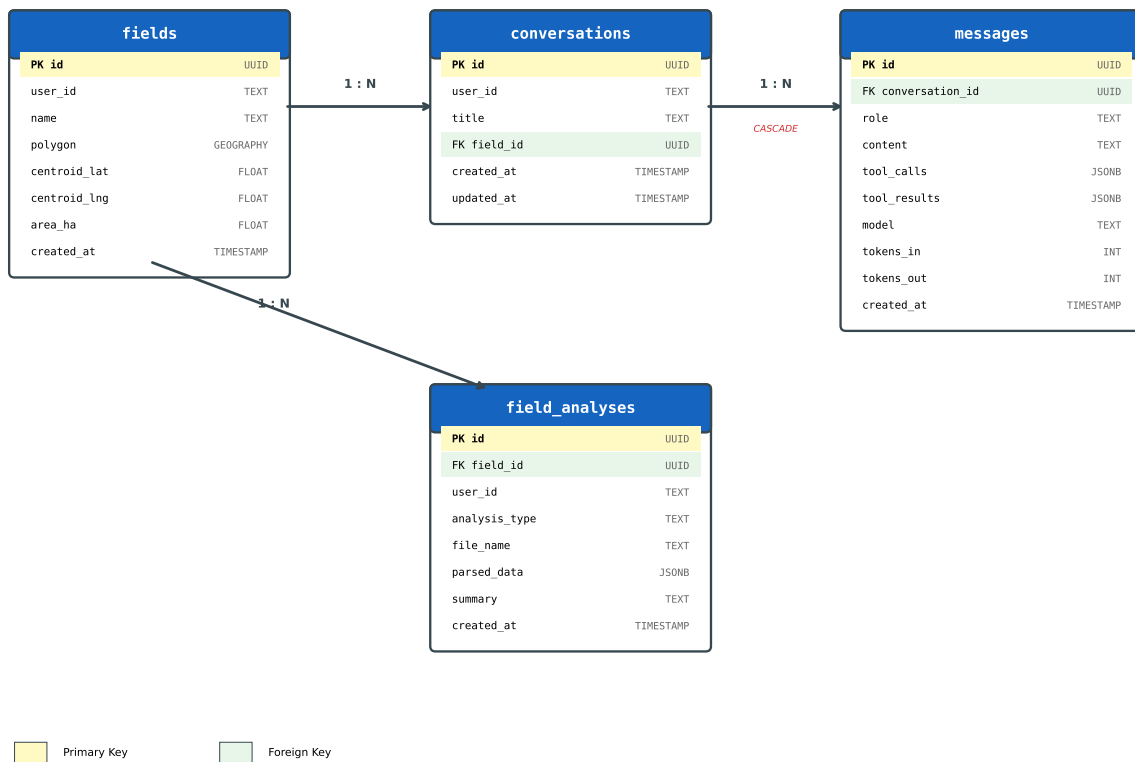 fields
PK id UUID
user_id TEXT
name TEXT
polygon GEOGRAPHY
centroid_lat FLOAT
centroid_lng FLOAT
area_ha FLOAT
created_at TIMESTAMP
1 : N
conversations
PK id UUID
user_id TEXT
title TEXT
FK field_id UUID
created_at TIMESTAMP
updated_at TIMESTAMP
1 : N
CASCADE
messages
PK id UUID
FK conversation_id UUID
role TEXT
content TEXT
tool_calls JSONB
tool_results JSONB
model TEXT
tokens_in INT
tokens_out INT
created_at TIMESTAMP
1 : N
field_analyses
PK id UUID
FK field_id UUID
user_id TEXT
analysis_type TEXT
file_name TEXT
parsed_data JSONB
summary TEXT
created_at TIMESTAMP
Primary Key
Foreign Key